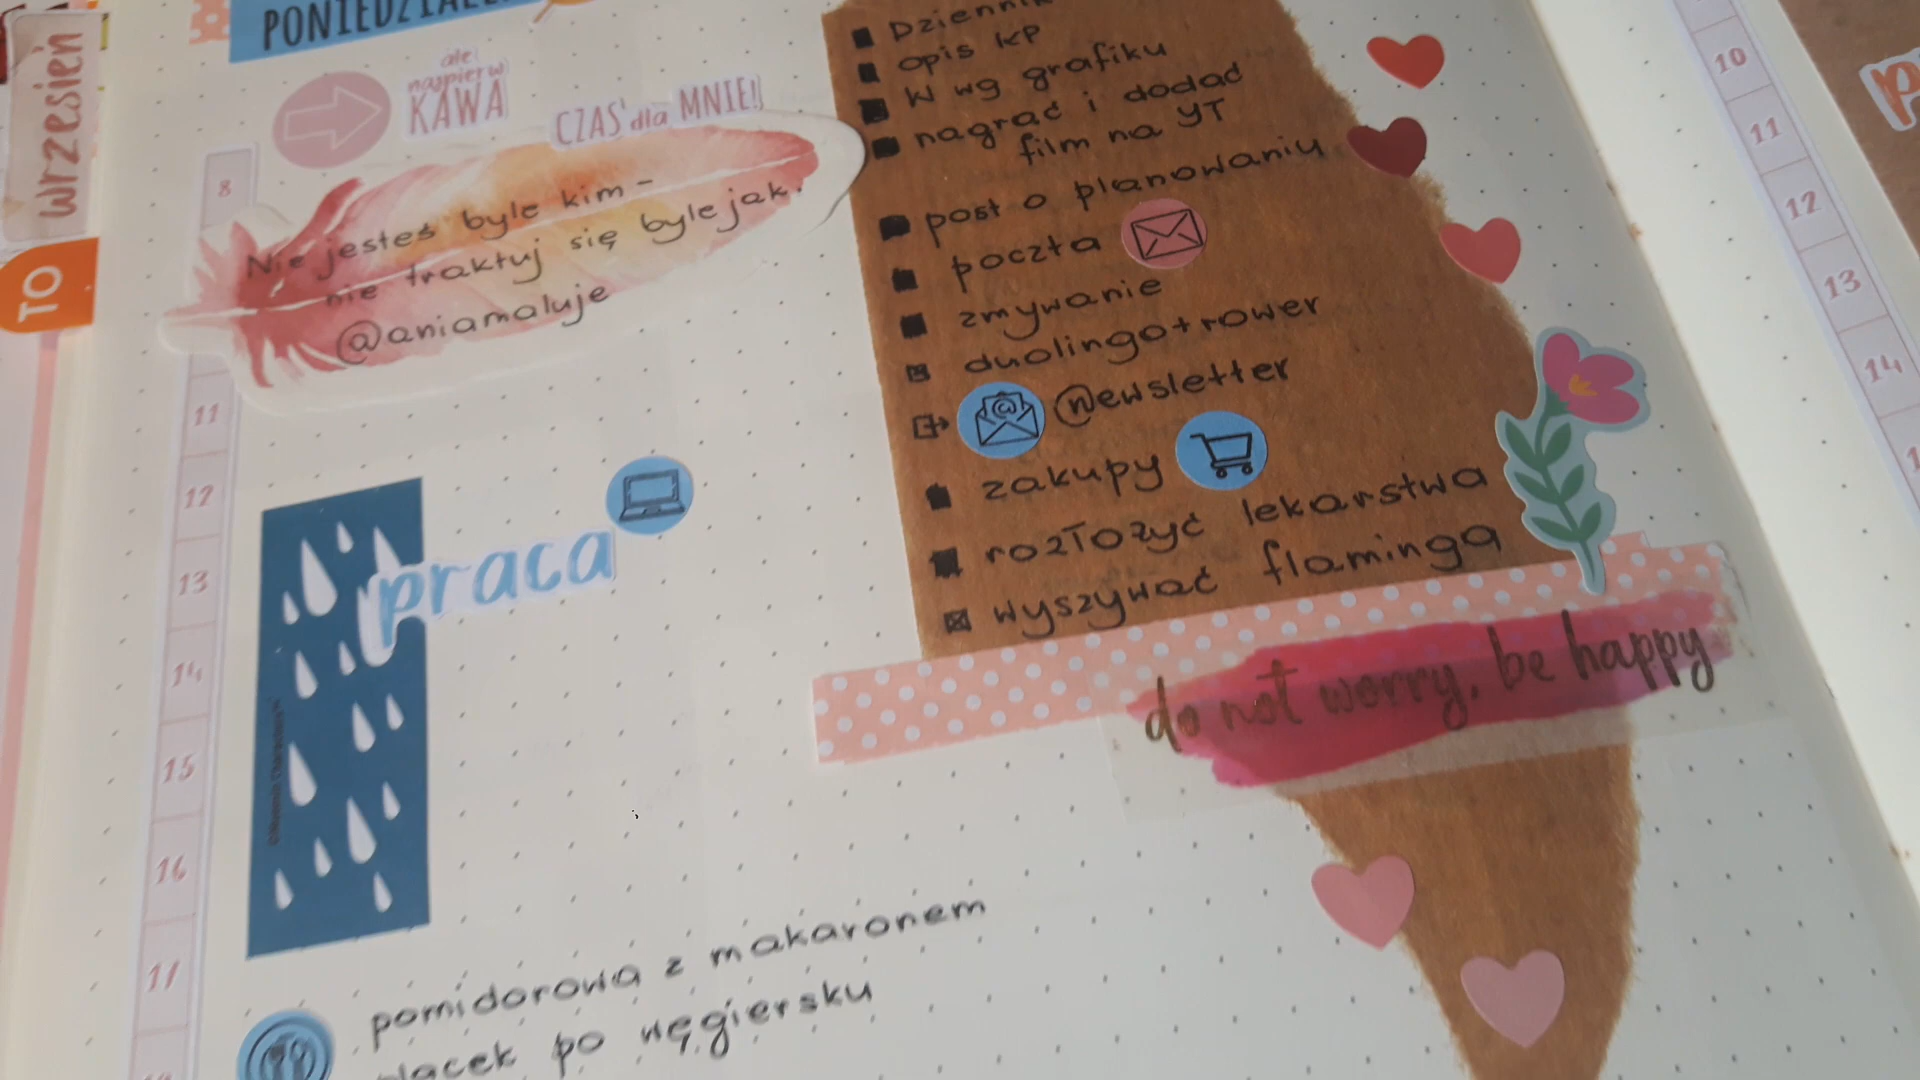 wrzesień
TO
PONIEDZIAŁE
ale
najpierw
KAWA
CZAS dla MNIE!
Nie jesteś byle kim -
nie traktuj się byle jak.
@aniamaluje
8
11
12
13
14
15
16
17
praca
pomidorowa z makaronem
placek po węgiersku
Dziennik
opis KP
W wg grafiku
nagrać i dodać
film na YT
post o planowaniu
poczta
zmywanie
duolingo+rower
@newsletter
zakupy
rozłożyć lekarstwa
wyszywać flaminga
do not worry, be happy
10
11
12
13
14